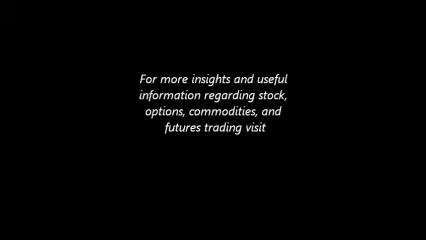 For more insights and useful
information regarding stock,
options, commodities, and
futures trading visit